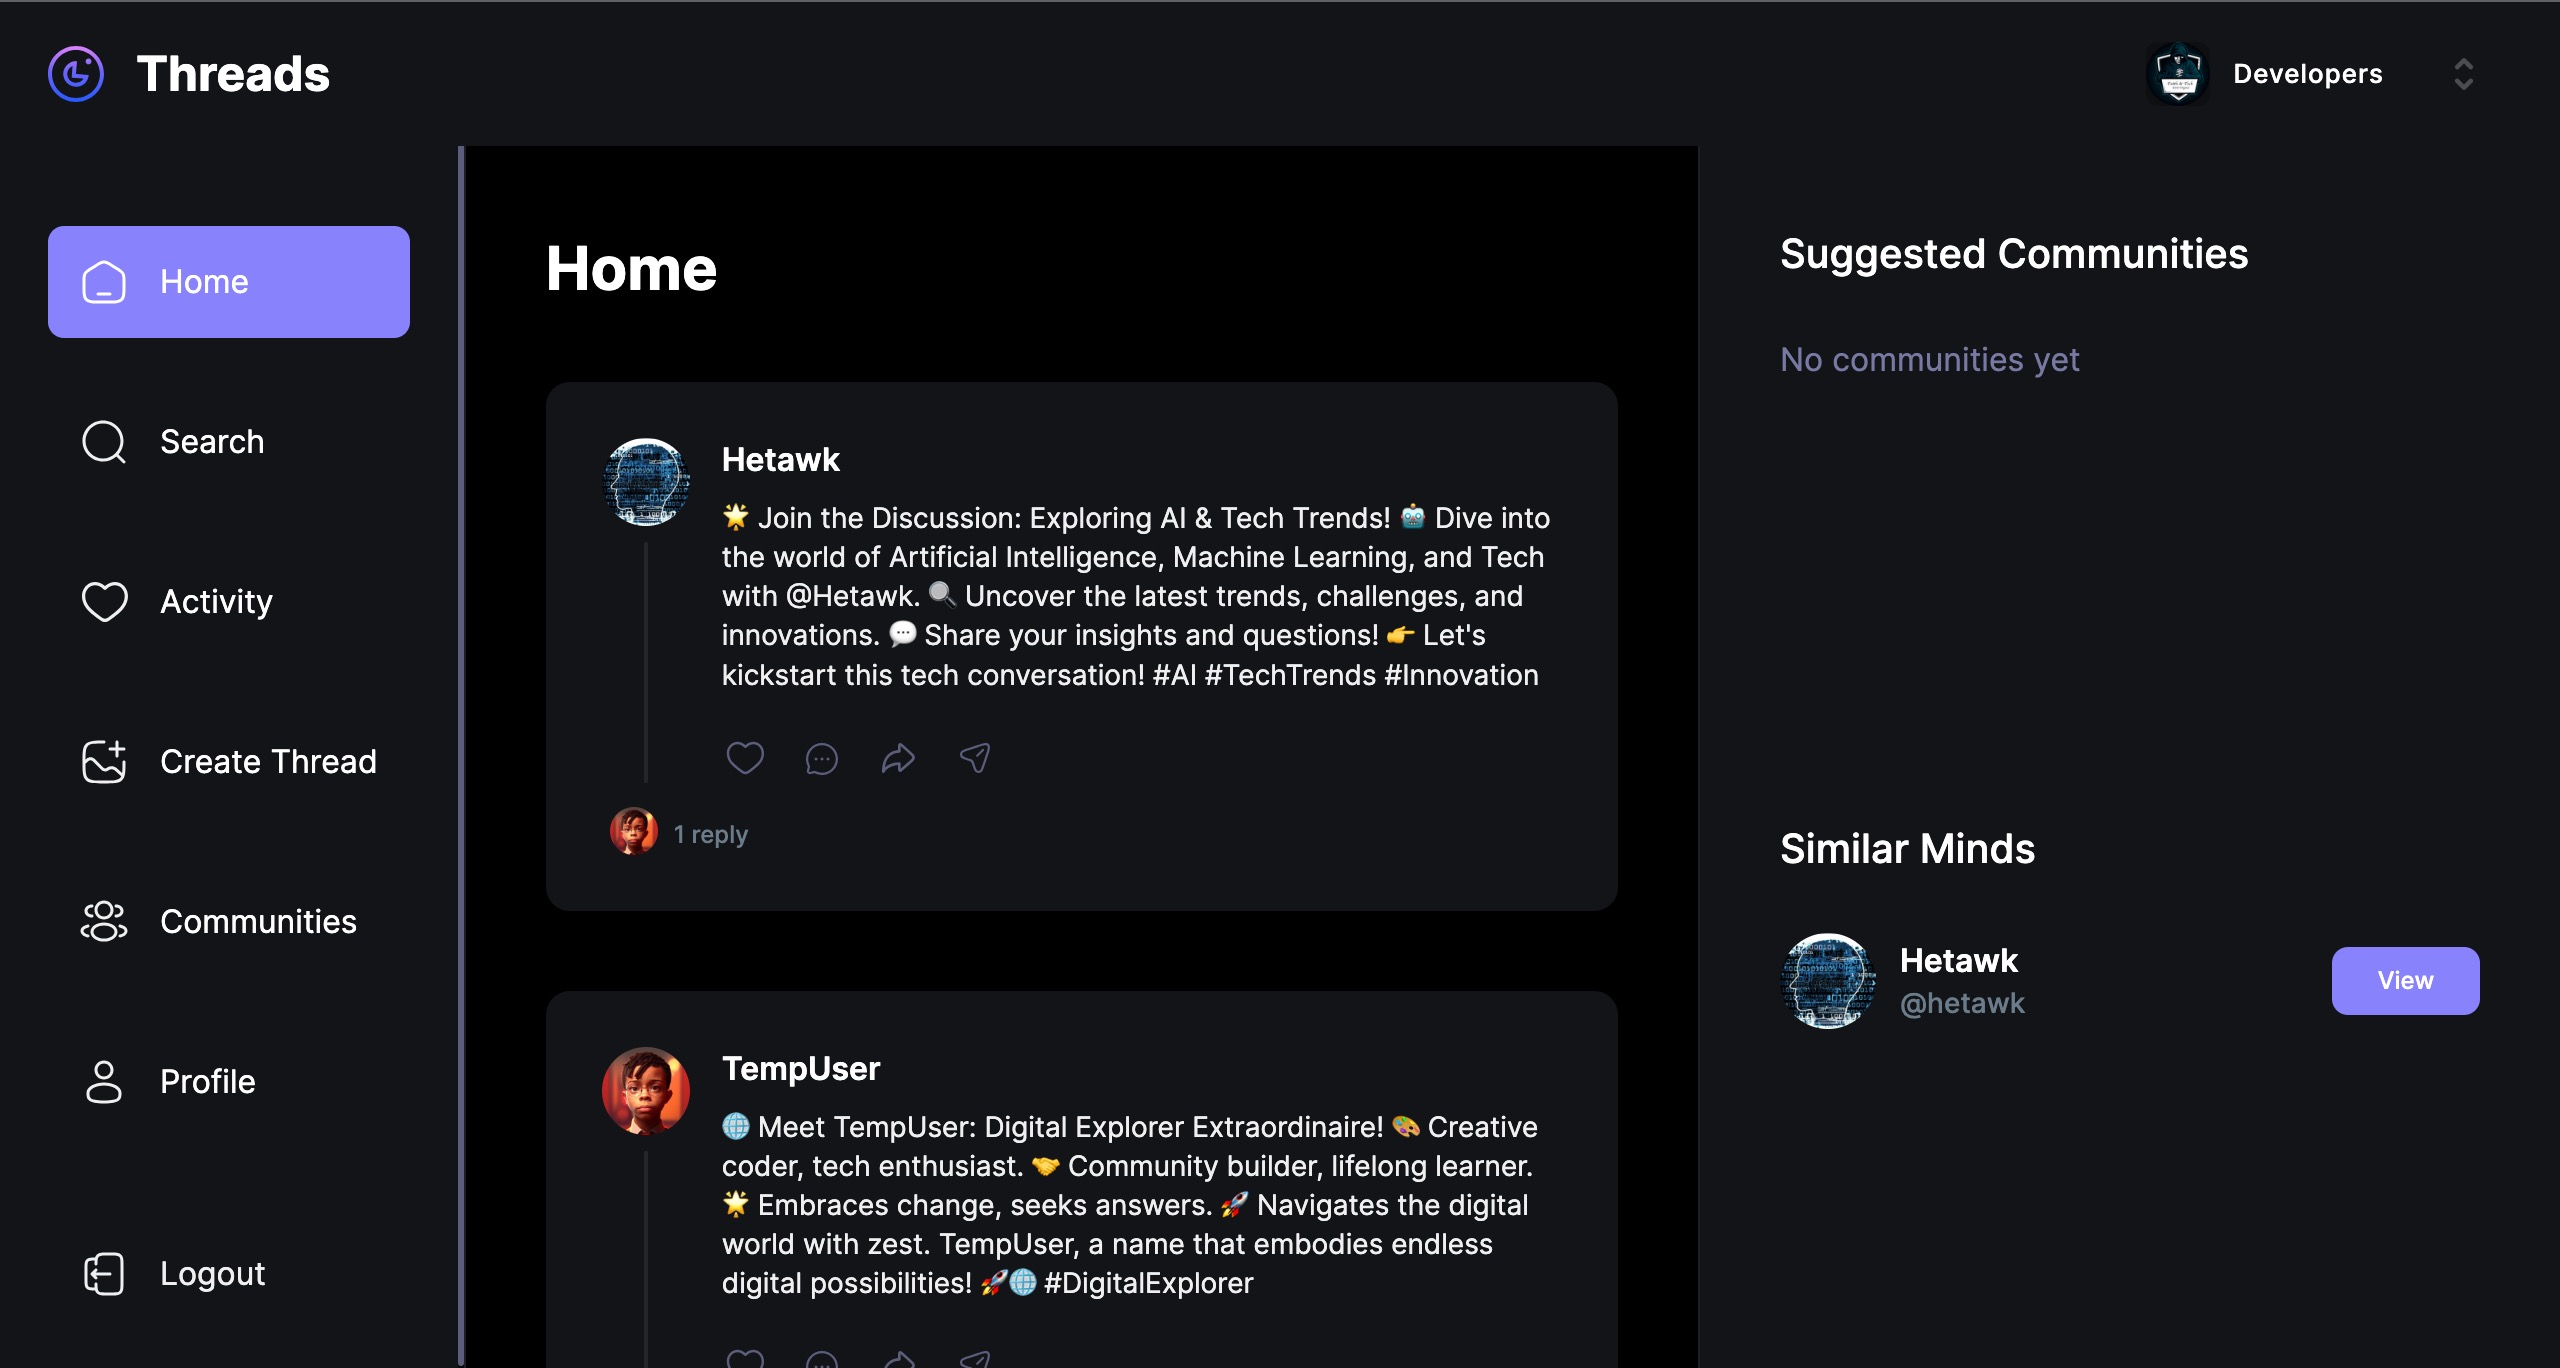 Threads
Developers
Home
Search
Activity
Create Thread
Communities
Profile
Logout
Home
Hetawk
🌟 Join the Discussion: Exploring AI & Tech Trends! 🤖 Dive into
the world of Artificial Intelligence, Machine Learning, and Tech
with @Hetawk. 🔍 Uncover the latest trends, challenges, and
innovations. 💬 Share your insights and questions! 👉 Let's
kickstart this tech conversation! #AI #TechTrends #Innovation
1 reply
TempUser
🌐 Meet TempUser: Digital Explorer Extraordinaire! 🎨 Creative
coder, tech enthusiast. 🤝 Community builder, lifelong learner.
🌟 Embraces change, seeks answers. 🚀 Navigates the digital
world with zest. TempUser, a name that embodies endless
digital possibilities! 🚀🌐 #DigitalExplorer
Suggested Communities
No communities yet
Similar Minds
Hetawk
@hetawk
View